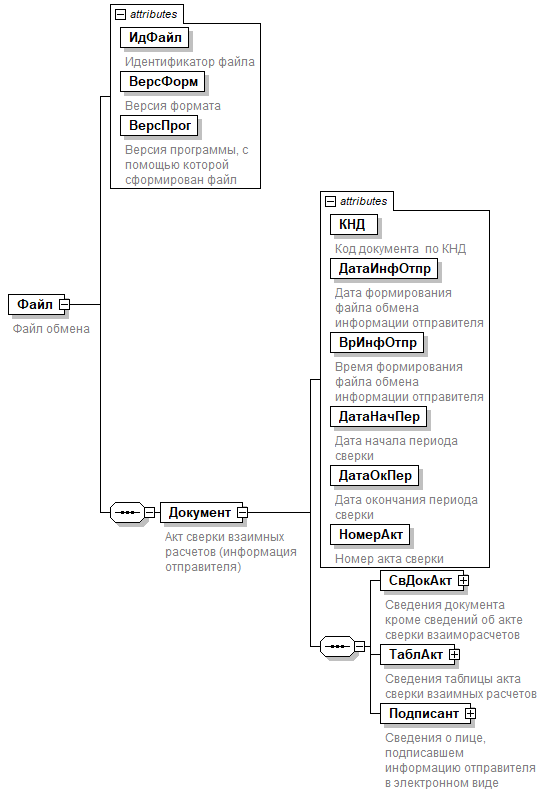 attributes
ИдФайл
Идентификатор файла
ВерсФорм
Версия формата
ВерсПрог
Версия программы, с
помощью которой
сформирован файл
Файл
Файл обмена
Документ
Акт сверки взаимных
расчетов (информация
отправителя)
attributes
КНД
Код документа  по КНД
ДатаИнфОтпр
Дата формирования
файла обмена
информации отправителя
ВрИнфОтпр
Время формирования
файла обмена
информации отправителя
ДатаНачПер
Дата начала периода
сверки
ДатаОкПер
Дата окончания периода
сверки
НомерАкт
Номер акта сверки
СвДокАкт
Сведения документа
кроме сведений об акте
сверки взаиморасчетов
ТаблАкт
Сведения таблицы акта
сверки взаимных расчетов
Подписант
Сведения о лице,
подписавшем
информацию отправителя
в электронном виде